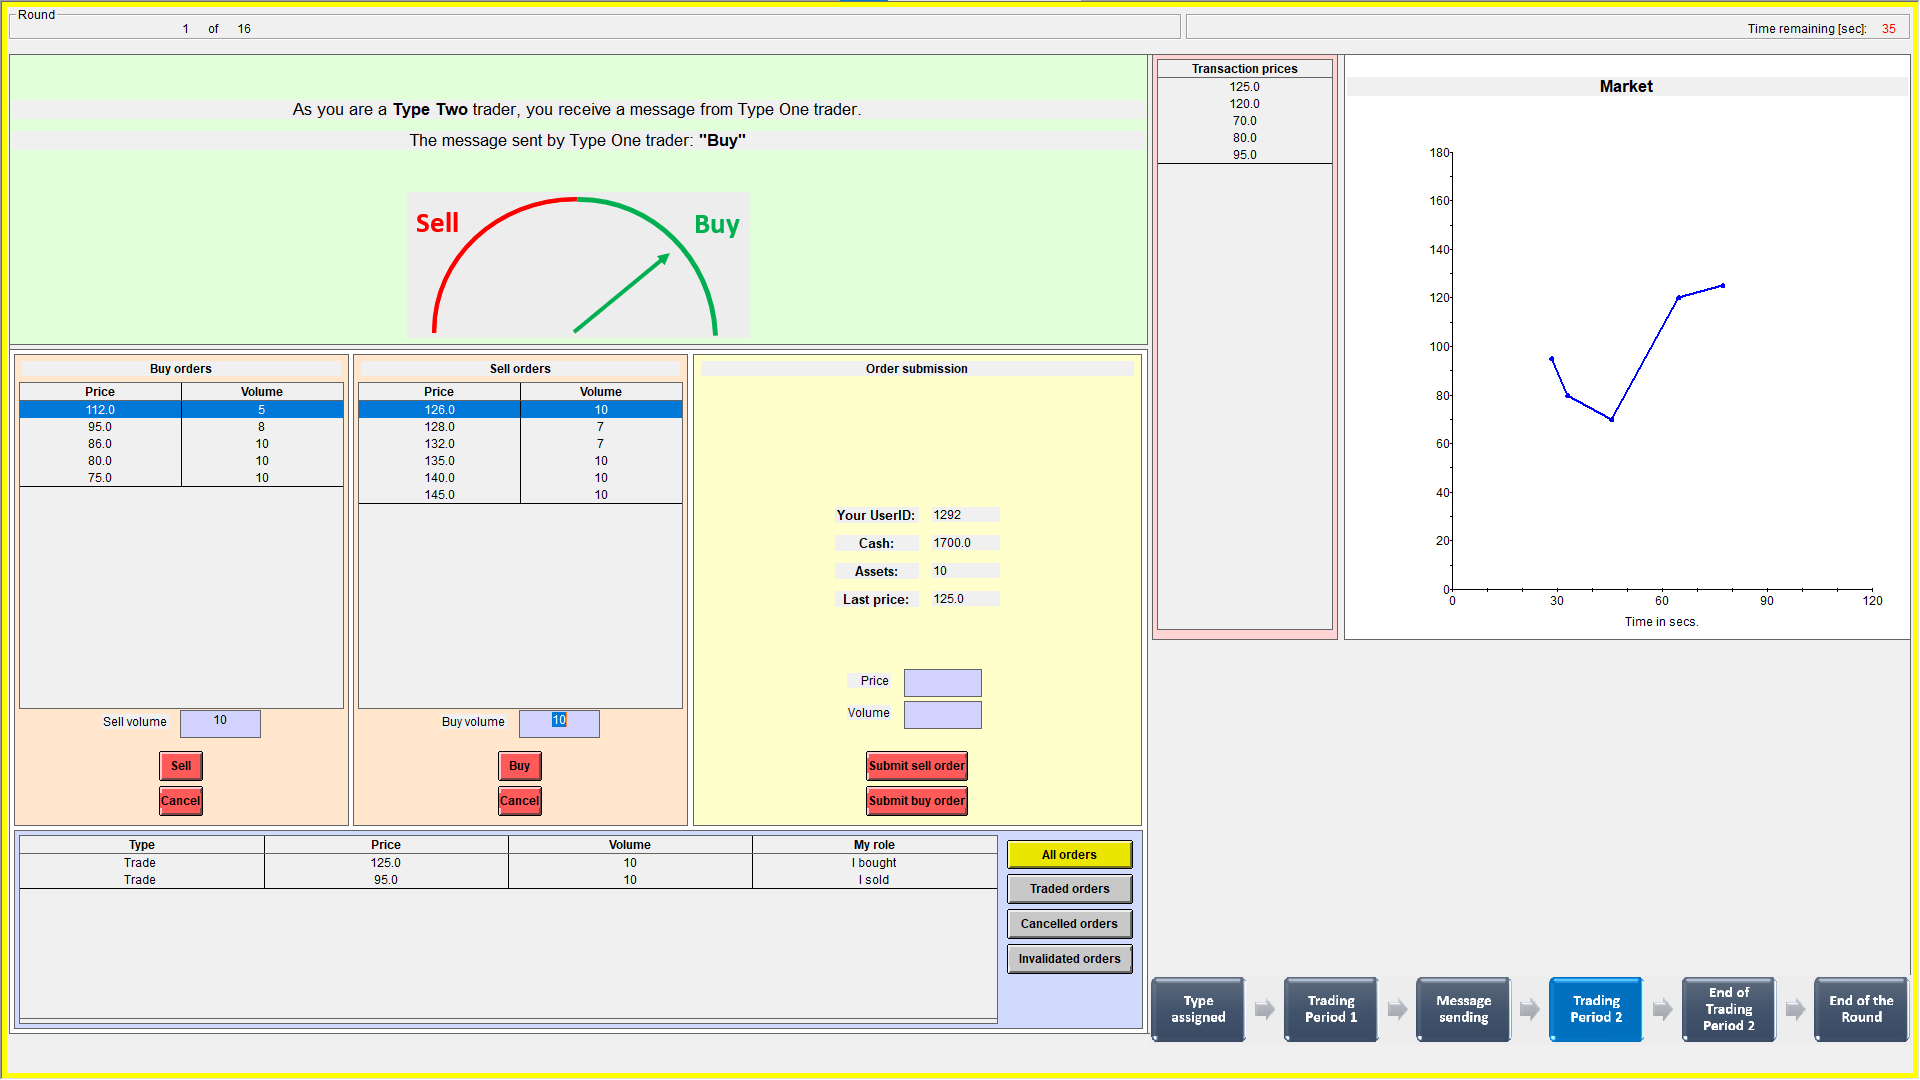 Round
1 of 16
Time remaining [sec]: 35
As you are a Type Two trader, you receive a message from Type One trader.
The message sent by Type One trader: "Buy"
Sell
Buy
Buy orders
Price Volume
112.0 5
95.0 8
86.0 10
80.0 10
75.0 10
Sell volume 10
Sell
Cancel
Sell orders
Price Volume
126.0 10
128.0 7
132.0 7
135.0 10
140.0 10
145.0 10
Buy volume 10
Buy
Cancel
Order submission
Your UserID: 1292
Cash: 1700.0
Assets: 10
Last price: 125.0
Price
Volume
Submit sell order
Submit buy order
Transaction prices
125.0
120.0
70.0
80.0
95.0
Market
180
160
140
120
100
80
60
40
20
0
0 30 60 90 120
Time in secs.
Type Price Volume My role
Trade 125.0 10 I bought
Trade 95.0 10 I sold
All orders
Traded orders
Cancelled orders
Invalidated orders
Type
assigned
Trading
Period 1
Message
sending
Trading
Period 2
End of
Trading
Period 2
End of the
Round